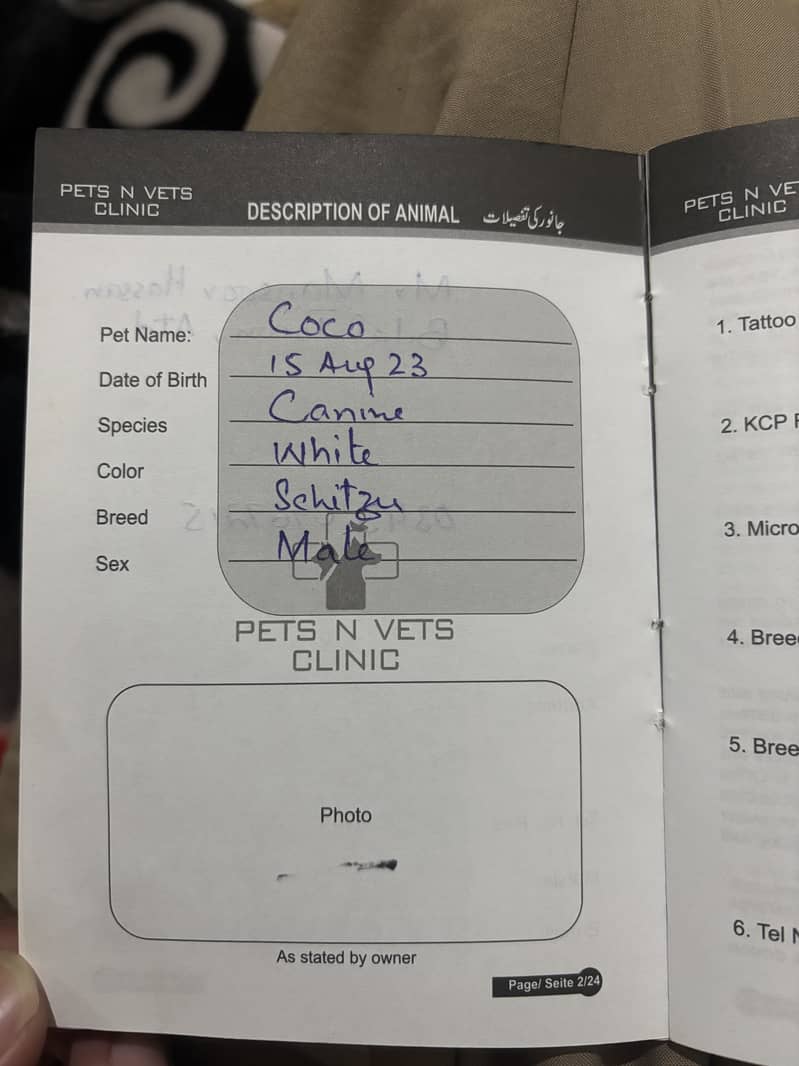 PETS N VETS
CLINIC
DESCRIPTION OF ANIMAL جانور کی تفصیلات
Pet Name: Coco
Date of Birth 15 Aug 23
Species Canine
Color White
Breed Schitzu
Sex Male
PETS N VETS
CLINIC
Photo
As stated by owner
Page/ Seite 2/24
PETS N VE
CLINIC
1. Tattoo
2. KCP
3. Micro
4. Bree
5. Bree
6. Tel N